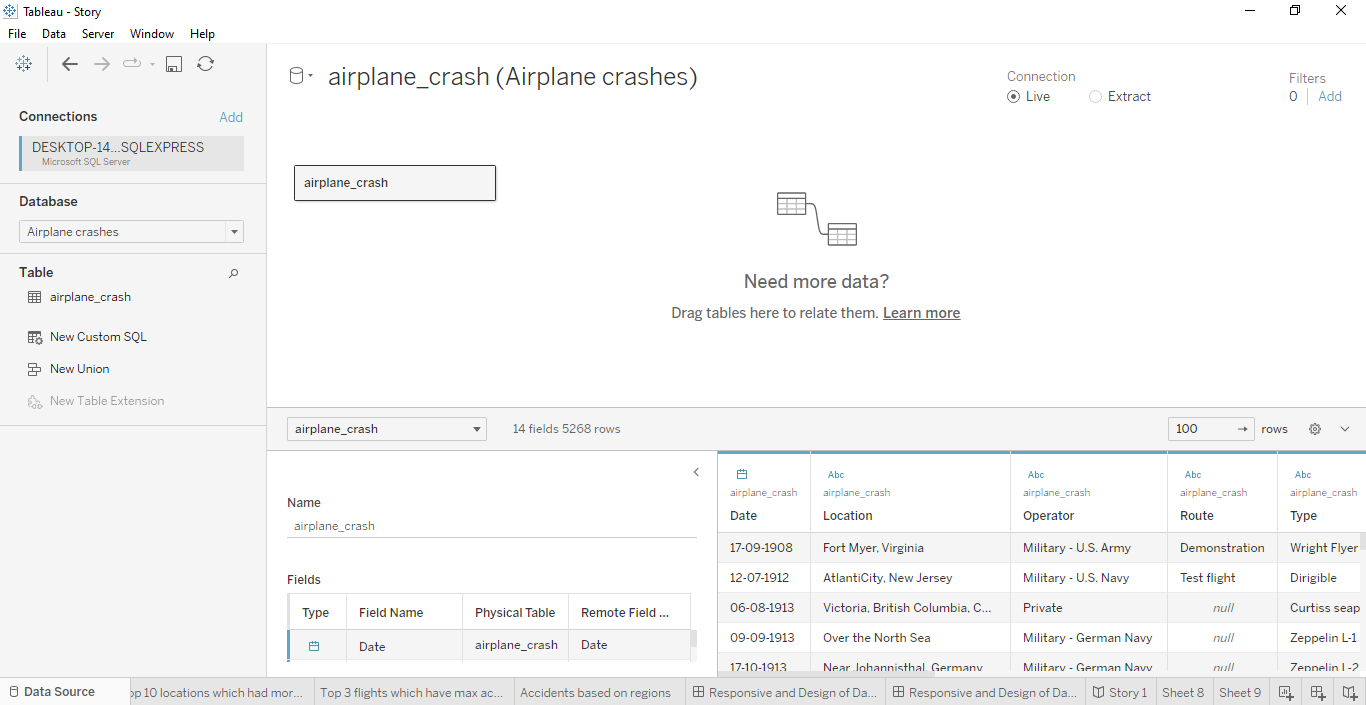 Tableau - Story
File Data Server Window Help
Connections Add
DESKTOP-14...SQLEXPRESS
Microsoft SQL Server
Database
Airplane crashes
Table
airplane_crash
New Custom SQL
New Union
New Table Extension
airplane_crash (Airplane crashes)
Connection
Live Extract
Filters
0 Add
airplane_crash
Need more data?
Drag tables here to relate them. Learn more
airplane_crash 14 fields 5268 rows 100 rows
Name
airplane_crash
Fields
Type Field Name Physical Table Remote Field ...
Date airplane_crash Date
Abc Abc Abc Abc
airplane_crash airplane_crash airplane_crash airplane_crash airplane_crash
Date Location Operator Route Type
17-09-1908 Fort Myer, Virginia Military - U.S. Army Demonstration Wright Flyer
12-07-1912 AtlantiCity, New Jersey Military - U.S. Navy Test flight Dirigible
06-08-1913 Victoria, British Columbia, C... Private null Curtiss seap
09-09-1913 Over the North Sea Military - German Navy null Zeppelin L-1
17-10-1913 Near Johannisthal, Germany Military - German Navy null Zeppelin L-2
Data Source op 10 locations which had mor... Top 3 flights which have max ac... Accidents based on regions Responsive and Design of Da... Responsive and Design of Da... Story 1 Sheet 8 Sheet 9